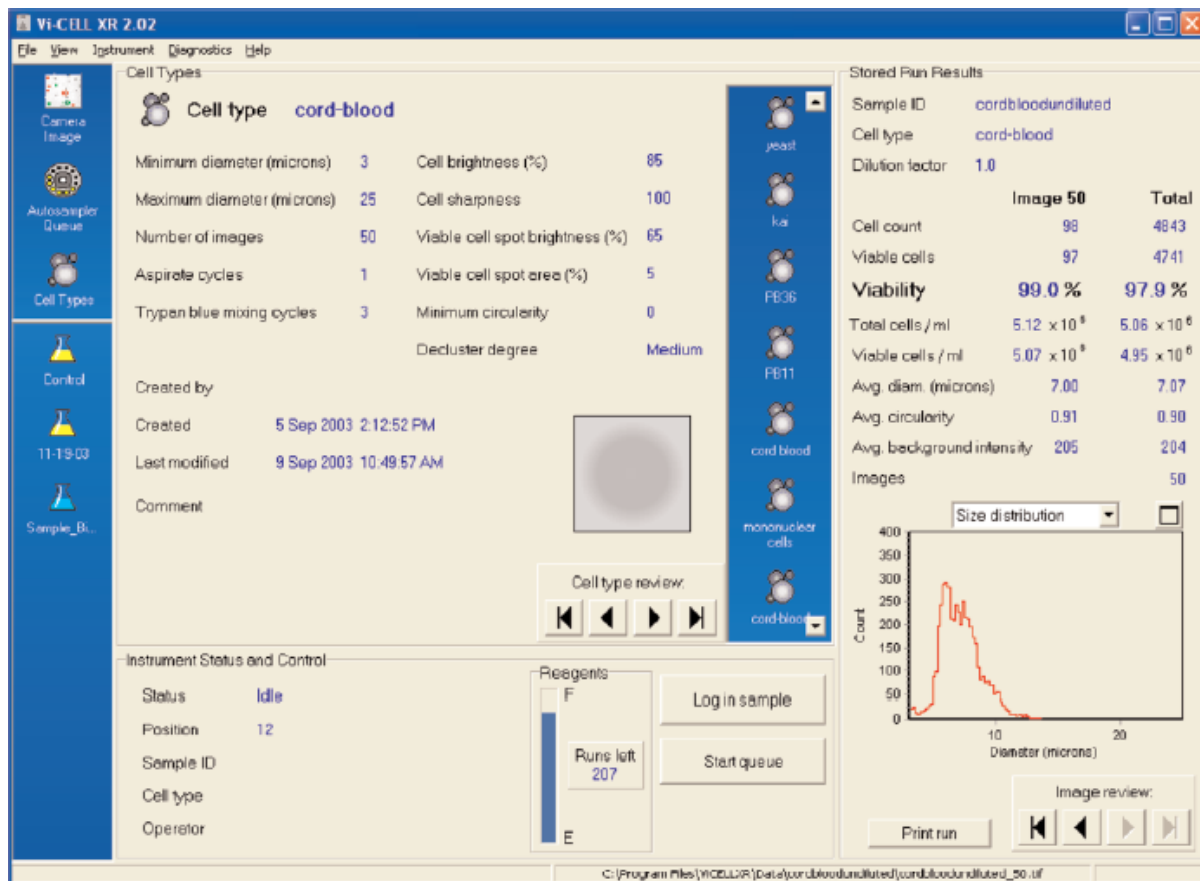 Vi-CELL XR 2.02
File View Instrument Diagnostics Help
Camera
Image
Autosampler
Queue
Cell Types
Control
11-19-03
Sample_Bi...
Cell Types
Cell type cord-blood
Minimum diameter (microns) 3 Cell brightness (%) 85
Maximum diameter (microns) 25 Cell sharpness 100
Number of images 50 Viable cell spot brightness (%) 65
Aspirate cycles 1 Viable cell spot area (%) 5
Trypan blue mixing cycles 3 Minimum circularity 0
Decluster degree Medium
Created by
Created 5 Sep 2003 2:12:52 PM
Last modified 9 Sep 2003 10:49:57 AM
Comment
Cell type review:
yeast
kai
PB36
PB11
cord blood
mononuclear
cells
cord-blood
Stored Run Results
Sample ID cordbloodundiluted
Cell type cord-blood
Dilution factor 1.0
Image 50 Total
Cell count 98 4843
Viable cells 97 4741
Viability 99.0 % 97.9 %
Total cells / ml 5.12 x 10^6 5.06 x 10^6
Viable cells / ml 5.07 x 10^6 4.95 x 10^6
Avg. diam. (microns) 7.00 7.07
Avg. circularity 0.91 0.90
Avg. background intensity 205 204
Images 50
Size distribution
400
350
300
250
200
150
100
50
0
Count
10 20
Diameter (microns)
Image review:
Print run
Instrument Status and Control
Status Idle
Position 12
Sample ID
Cell type
Operator
Reagents
F
Runs left
207
E
Log in sample
Start queue
C:\Program Files\VICELLXR\Data\cordbloodundiluted\cordbloodundiluted_50.tif